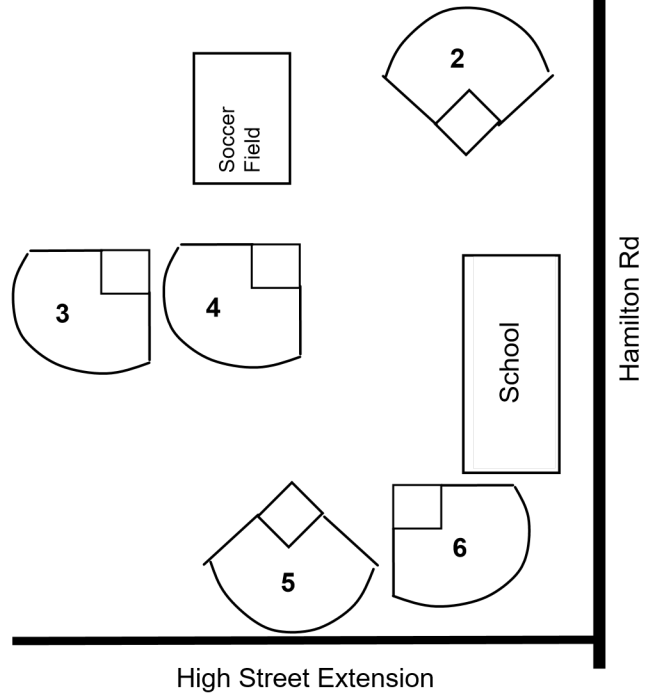 2
Soccer
Field
3
4
School
Hamilton Rd
5
6
High Street Extension